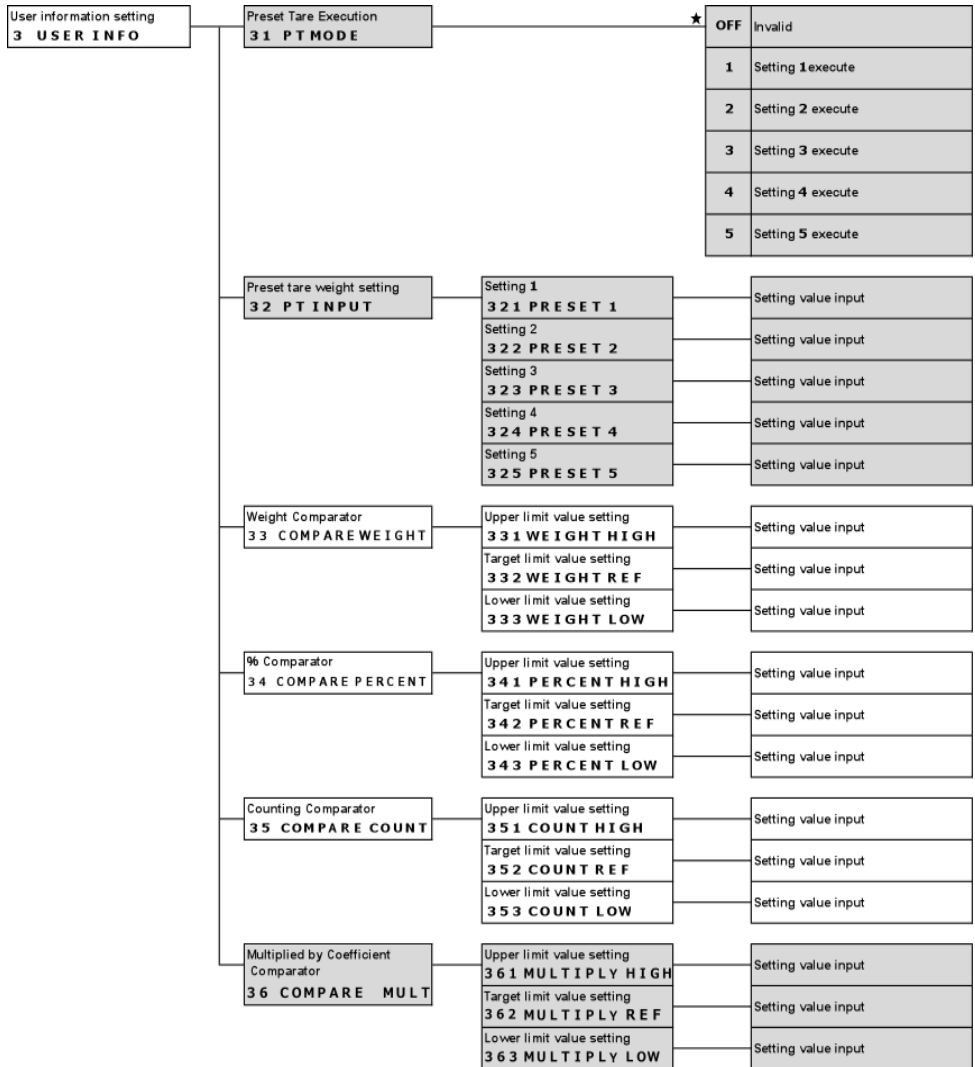 User information setting
3 USER INFO
Preset Tare Execution
31 PT MODE
★
OFF Invalid
1 Setting 1execute
2 Setting 2 execute
3 Setting 3 execute
4 Setting 4 execute
5 Setting 5 execute
Preset tare weight setting
32 PT INPUT
Setting 1
321 PRESET 1
Setting value input
Setting 2
322 PRESET 2
Setting value input
Setting 3
323 PRESET 3
Setting value input
Setting 4
324 PRESET 4
Setting value input
Setting 5
325 PRESET 5
Setting value input
Weight Comparator
33 COMPARE WEIGHT
Upper limit value setting
331 WEIGHT HIGH
Setting value input
Target limit value setting
332 WEIGHT REF
Setting value input
Lower limit value setting
333 WEIGHT LOW
Setting value input
% Comparator
34 COMPARE PERCENT
Upper limit value setting
341 PERCENT HIGH
Setting value input
Target limit value setting
342 PERCENT REF
Setting value input
Lower limit value setting
343 PERCENT LOW
Setting value input
Counting Comparator
35 COMPARE COUNT
Upper limit value setting
351 COUNT HIGH
Setting value input
Target limit value setting
352 COUNT REF
Setting value input
Lower limit value setting
353 COUNT LOW
Setting value input
Multiplied by Coefficient
Comparator
36 COMPARE MULT
Upper limit value setting
361 MULTIPLY HIGH
Setting value input
Target limit value setting
362 MULTIPLY REF
Setting value input
Lower limit value setting
363 MULTIPLY LOW
Setting value input